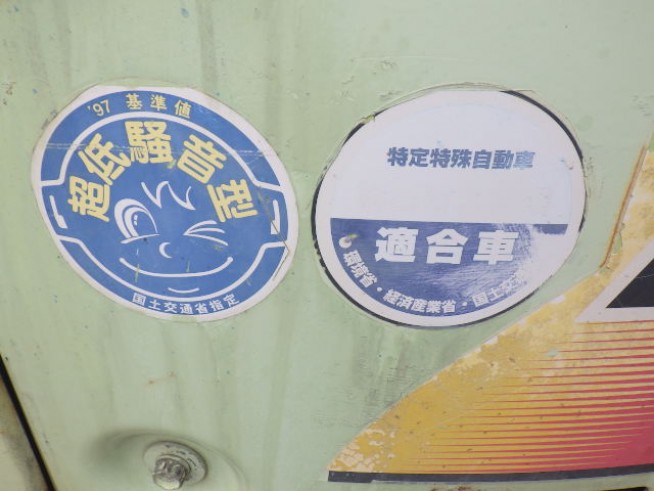 '97 基準値
超低騒音型
国土交通省指定
特定特殊自動車
適合車
環境省・経済産業省・国土交